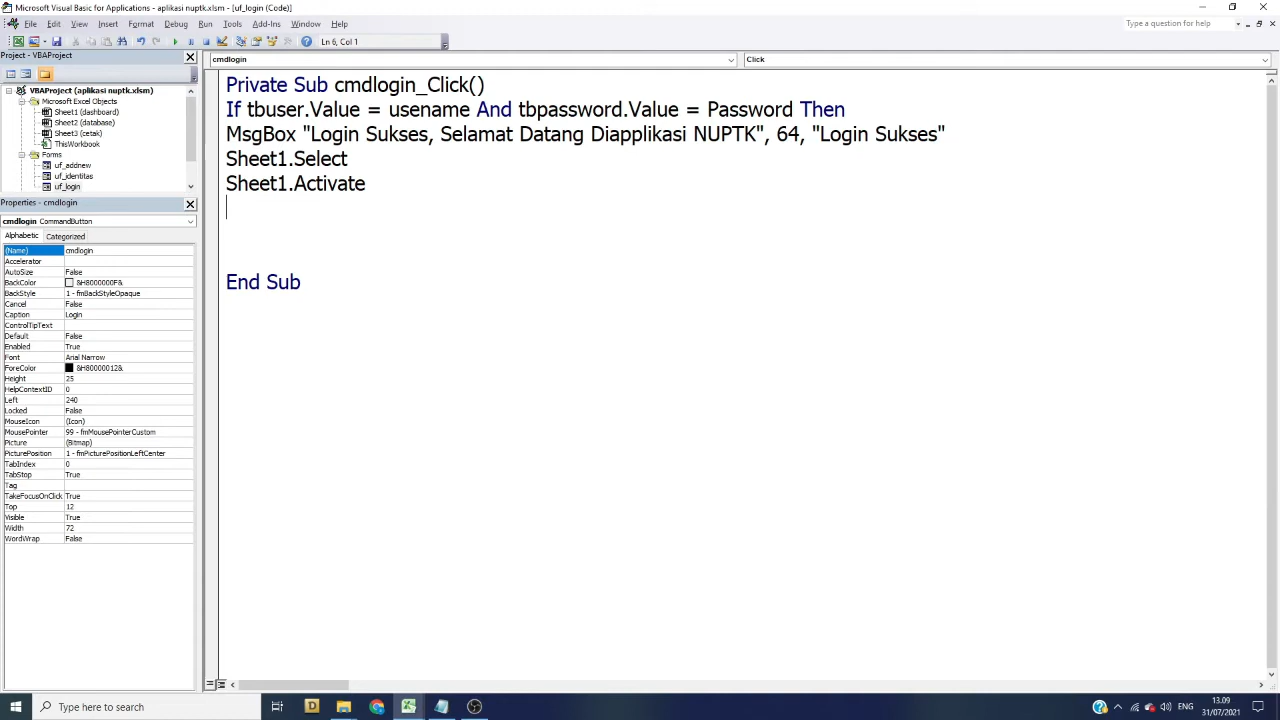 Microsoft Visual Basic for Applications - aplikasi nuptk.xlsm - [uf_login (Code)]
File Edit View Insert Format Debug Run Tools Add-Ins Window Help
Type a question for help
Ln 6, Col 1
Project - VBAProject
cmdlogin
Click
VBAProject (aplikasi nuptk.xlsm)
Microsoft Excel Objects
Sheet1 (dashboard)
Sheet2 (database)
Sheet3 (cetak)
ThisWorkbook
Forms
uf_addnew
uf_identitas
uf_login
Private Sub cmdlogin_Click()
If tbuser.Value = usename And tbpassword.Value = Password Then
MsgBox "Login Sukses, Selamat Datang Diapplikasi NUPTK", 64, "Login Sukses"
Sheet1.Select
Sheet1.Activate
End Sub
Properties - cmdlogin
cmdlogin CommandButton
Alphabetic Categorized
(Name) cmdlogin
Accelerator
AutoSize False
BackColor &H8000000F&
BackStyle 1 - fmBackStyleOpaque
Cancel False
Caption Login
ControlTipText
Default False
Enabled True
Font Arial Narrow
ForeColor &H80000012&
Height 25
HelpContextID 0
Left 240
Locked False
MouseIcon (Icon)
MousePointer 99 - fmMousePointerCustom
Picture (Bitmap)
PicturePosition 1 - fmPicturePositionLeftCenter
TabIndex 0
TabStop True
Tag
TakeFocusOnClick True
Top 12
Visible True
Width 72
WordWrap False
Type here to search
ENG
13.09
31/07/2021